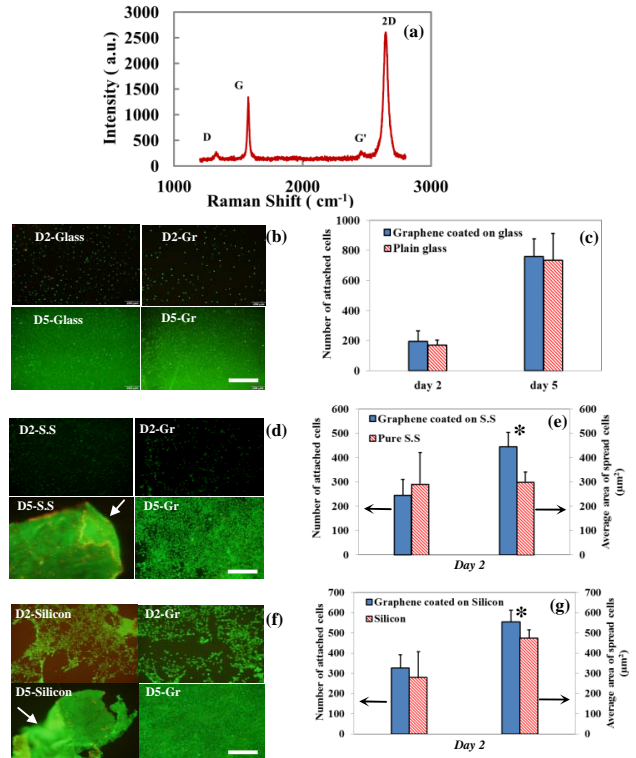 (a)
3000
2500
2000
1500
1000
500
0
Intensity ( a.u.)
D
G
G'
2D
1000 2000 3000
Raman Shift ( cm-1)
D2-Glass
D2-Gr
(b)
D5-Glass
D5-Gr
(c)
1000
800
600
400
200
0
Number of attached cells
Graphene coated on glass
Plain glass
day 2
day 5
D2-S.S
D2-Gr
(d)
D5-S.S
D5-Gr
(e)
600
500
400
300
200
100
0
Number of attached cells
Graphene coated on S.S
Pure S.S
*
600
500
400
300
200
100
0
Average area of spread cells
(μm²)
Day 2
D2-Silicon
D2-Gr
(f)
D5-Silicon
D5-Gr
(g)
700
600
500
400
300
200
100
0
Number of attached cells
Graphene coated on Silicon
Silicon
*
700
600
500
400
300
200
100
0
Average area of spread cells
(μm²)
Day 2